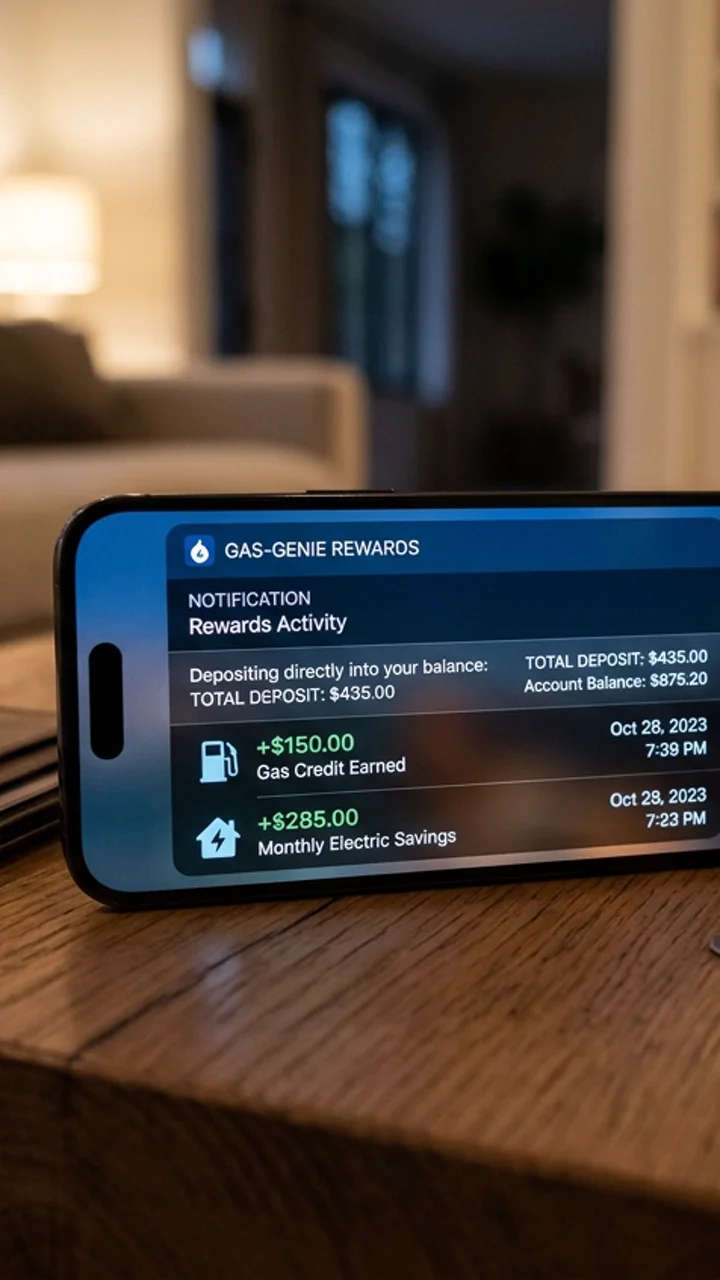 GAS-GENIE REWARDS
NOTIFICATION
Rewards Activity
Depositing directly into your balance:
TOTAL DEPOSIT: $435.00
TOTAL DEPOSIT: $435.00
Account Balance: $875.20
+$150.00
Gas Credit Earned
Oct 28, 2023
7:39 PM
+$285.00
Monthly Electric Savings
Oct 28, 2023
7:23 PM